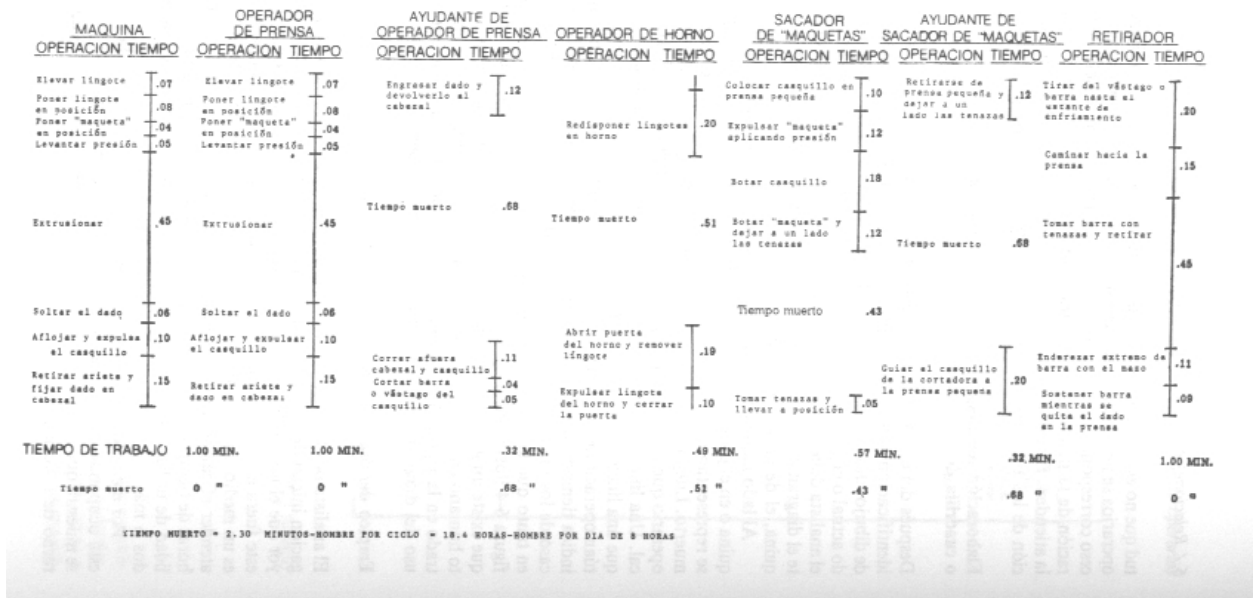 MAQUINA
OPERACION TIEMPO
Elevar lingote .07
Poner lingote
en posición .08
Poner "maqueta"
en posición .04
Levantar presión .05
Extrusionar .45
Soltar el dado .06
Aflojar y expulsa .10
el casquillo
Retirar ariete y .15
fijar dado en
cabezal
OPERADOR
DE PRENSA
OPERACION TIEMPO
Elevar lingote .07
Poner lingote
en posición .08
Poner "maqueta"
en posición .04
Levantar presión .05
Extrusionar .45
Soltar el dado .06
Aflojar y expulsar .10
el casquillo
Retirar ariete y .15
dado en cabezal
AYUDANTE DE
OPERADOR DE PRENSA
OPERACION TIEMPO
Engrasar dado y .12
devolverlo al
cabezal
Tiempo muerto .68
Correr afuera .11
cabezal y casquillo
Cortar barra .04
o vástago del .05
casquillo
OPERADOR DE HORNO
OPERACION TIEMPO
Redisponer lingotes .20
en horno
Tiempo muerto .51
Abrir puerta
del horno y remover .19
língote
Expulsar lingote
del horno y cerrar .10
la puerta
SACADOR
DE "MAQUETAS"
OPERACION TIEMPO
Colocar casquillo en .10
prensa pequeña
Expulsar "maqueta" .12
aplicando presión
Botar casquillo .18
Botar "maqueta" y
dejar a un lado .12
las tenazas
Tiempo muerto .43
Tomar tenazas y .05
llevar a posición
AYUDANTE DE
SACADOR DE "MAQUETAS"
OPERACION TIEMPO
Retirarse de
prensa pequeña y .12
dejar a un
lado las tenazas
Tiempo muerto .68
Guiar el casquillo
de la cortadora a .20
la prensa pequena
RETIRADOR
OPERACION TIEMPO
Tirar del vástago o
barra hasta el .20
estante de
enfriamiento
Caminar hacia la .15
prensa
Tomar barra con
tenazas y retirar
.45
Enderezar extremo de .11
barra con el mazo
Sostener barra .09
mientras se
quita el dado
en la prensa
TIEMPO DE TRABAJO 1.00 MIN. 1.00 MIN. .32 MIN. .49 MIN. .57 MIN. .32 MIN. 1.00 MIN.
Tiempo muerto 0 " 0 " .68 " .51 " .43 " .68 " 0 "
TIEMPO MUERTO = 2.30 MINUTOS-HOMBRE POR CICLO = 18.4 HORAS-HOMBRE POR DIA DE 8 HORAS